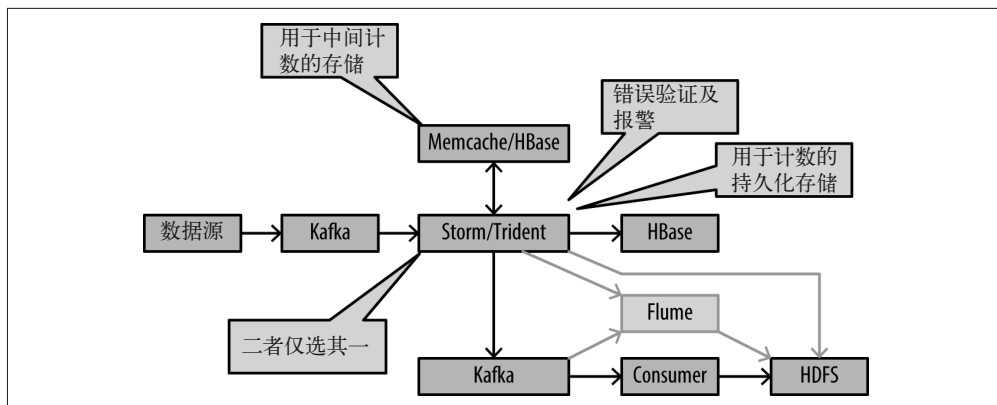 用于中间计
数的存储
错误验证及
报警
Memcache/HBase
用于计数的
持久化存储
数据源
Kafka
Storm/Trident
HBase
Flume
二者仅选其一
Kafka
Consumer
HDFS